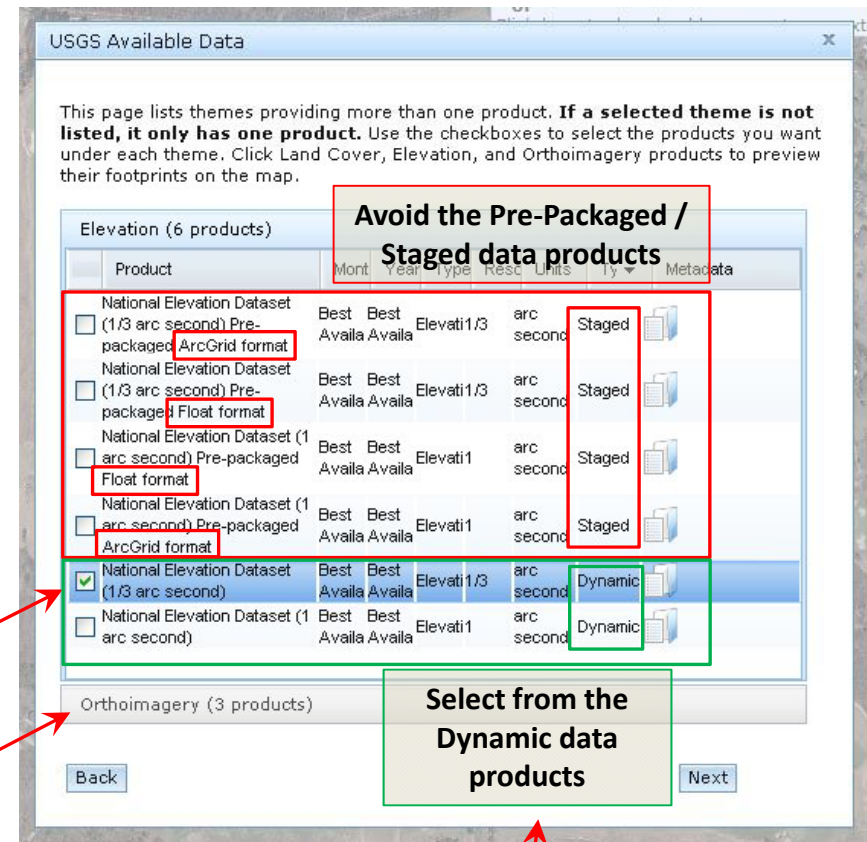 USGS Available Data x
This page lists themes providing more than one product. If a selected theme is not
listed, it only has one product. Use the checkboxes to select the products you want
under each theme. Click Land Cover, Elevation, and Orthoimagery products to preview
their footprints on the map.
Avoid the Pre-Packaged /
Staged data products
Elevation (6 products)
Product Mont Year Type Reso Units Ty Metadata
National Elevation Dataset
(1/3 arc second) Pre-
packaged ArcGrid format
Best Best
Availa Availa Elevati 1/3 arc
second Staged
National Elevation Dataset
(1/3 arc second) Pre-
packaged Float format
Best Best
Availa Availa Elevati 1/3 arc
second Staged
National Elevation Dataset (1
arc second) Pre-packaged
Float format
Best Best
Availa Availa Elevati 1 arc
second Staged
National Elevation Dataset (1
arc second) Pre-packaged
ArcGrid format
Best Best
Availa Availa Elevati 1 arc
second Staged
National Elevation Dataset
(1/3 arc second)
Best Best
Availa Availa Elevati 1/3 arc
second Dynamic
National Elevation Dataset (1
arc second)
Best Best
Availa Availa Elevati 1 arc
second Dynamic
Orthoimagery (3 products)
Select from the
Dynamic data
products
Back Next